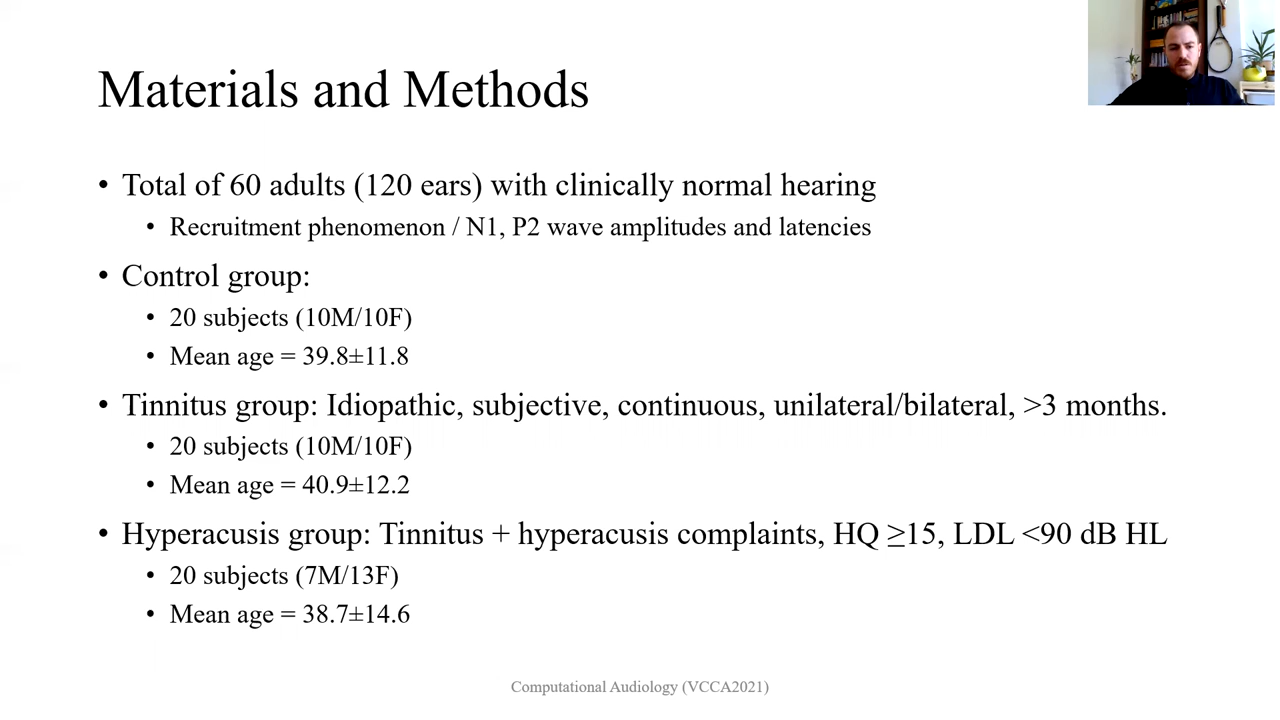 Materials and Methods
• Total of 60 adults (120 ears) with clinically normal hearing
• Recruitment phenomenon / N1, P2 wave amplitudes and latencies
• Control group:
• 20 subjects (10M/10F)
• Mean age = 39.8±11.8
• Tinnitus group: Idiopathic, subjective, continuous, unilateral/bilateral, >3 months.
• 20 subjects (10M/10F)
• Mean age = 40.9±12.2
• Hyperacusis group: Tinnitus + hyperacusis complaints, HQ ≥15, LDL <90 dB HL
• 20 subjects (7M/13F)
• Mean age = 38.7±14.6
Computational Audiology (VCCA2021)